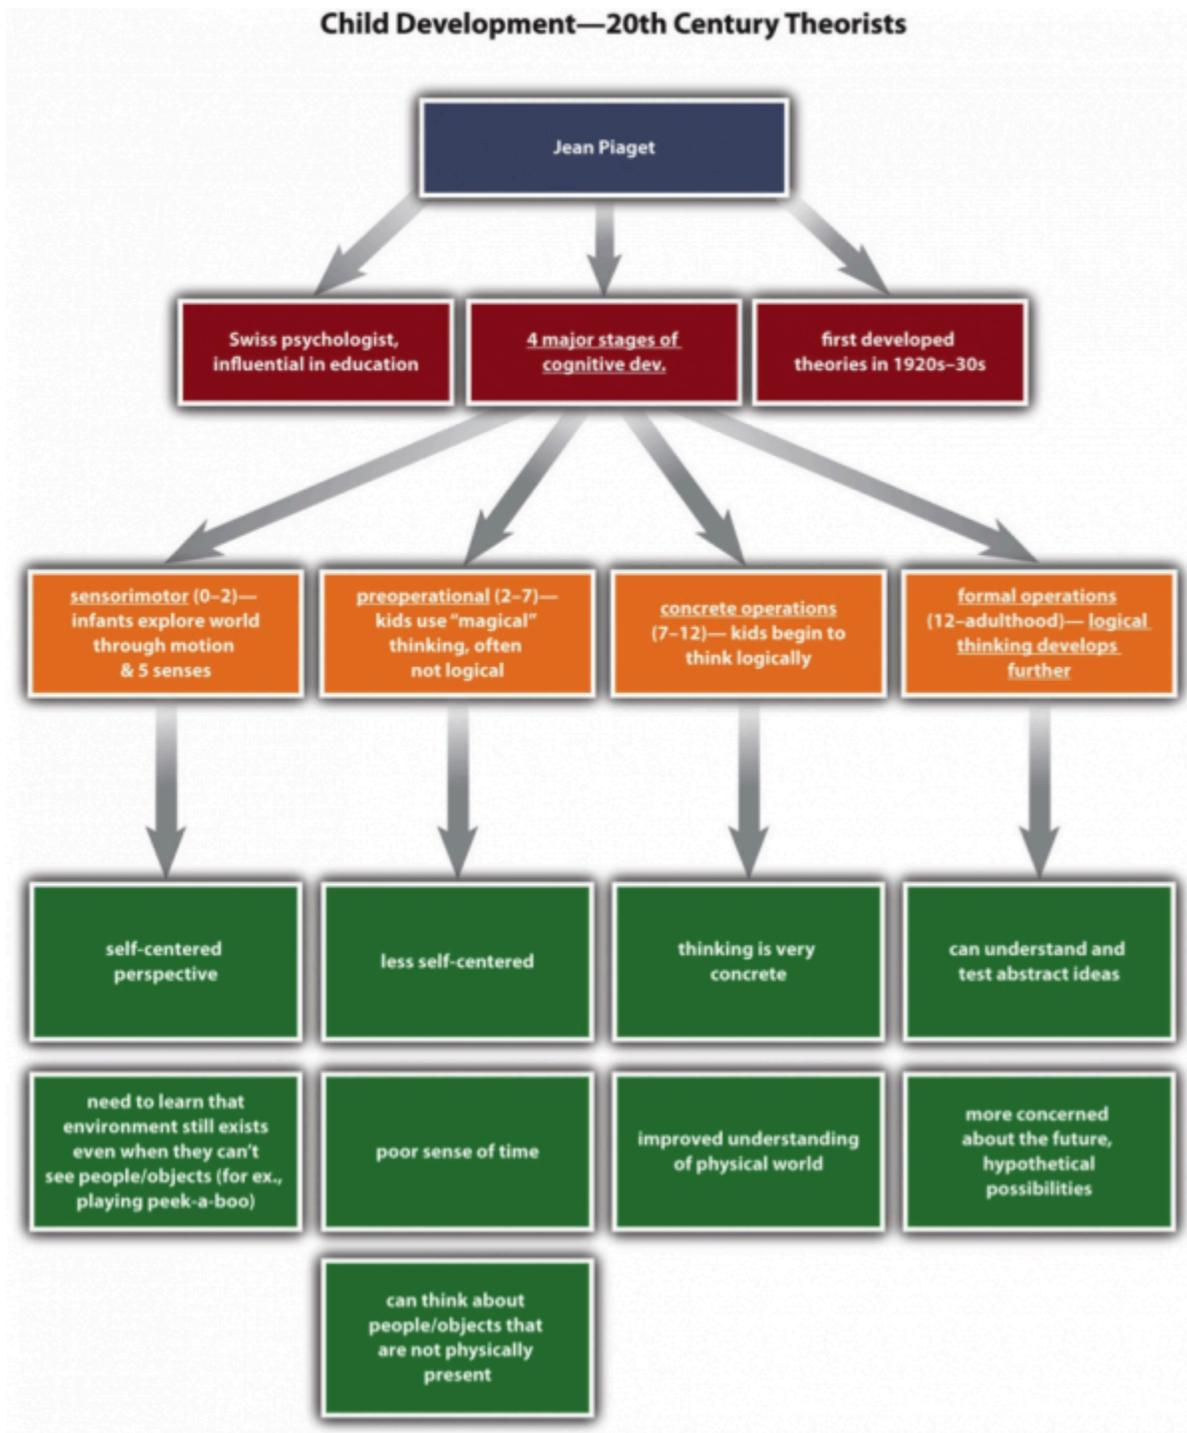 Child Development—20th Century Theorists
Jean Piaget
Swiss psychologist,
influential in education
4 major stages of
cognitive dev.
first developed
theories in 1920s–30s
sensorimotor (0–2)—
infants explore world
through motion
& 5 senses
preoperational (2–7)—
kids use “magical”
thinking, often
not logical
concrete operations
(7–12)— kids begin to
think logically
formal operations
(12–adulthood)— logical
thinking develops
further
self-centered
perspective
less self-centered
thinking is very
concrete
can understand and
test abstract ideas
need to learn that
environment still exists
even when they can’t
see people/objects (for ex.,
playing peek-a-boo)
poor sense of time
improved understanding
of physical world
more concerned
about the future,
hypothetical
possibilities
can think about
people/objects that
are not physically
present